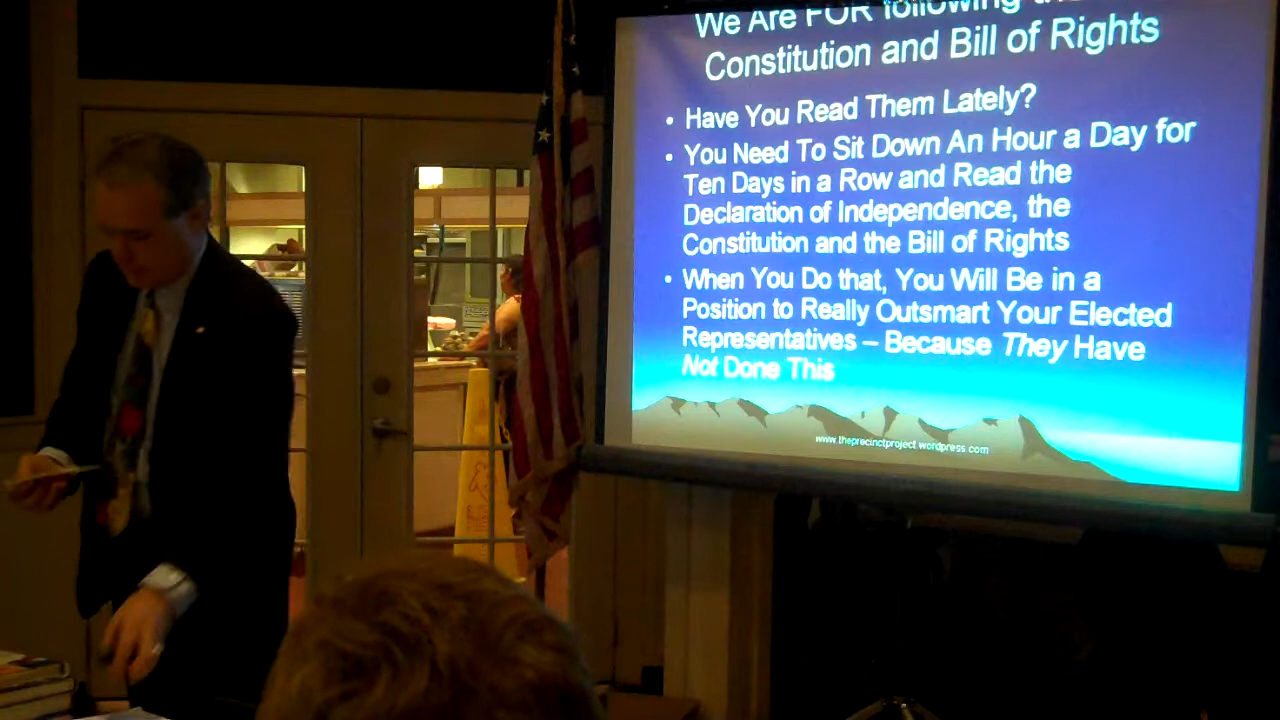 We Are FOR following the
Constitution and Bill of Rights
• Have You Read Them Lately?
• You Need To Sit Down An Hour a Day for
Ten Days in a Row and Read the
Declaration of Independence, the
Constitution and the Bill of Rights
• When You Do that, You Will Be in a
Position to Really Outsmart Your Elected
Representatives – Because They Have
Not Done This
www.theprecinctproject.wordpress.com